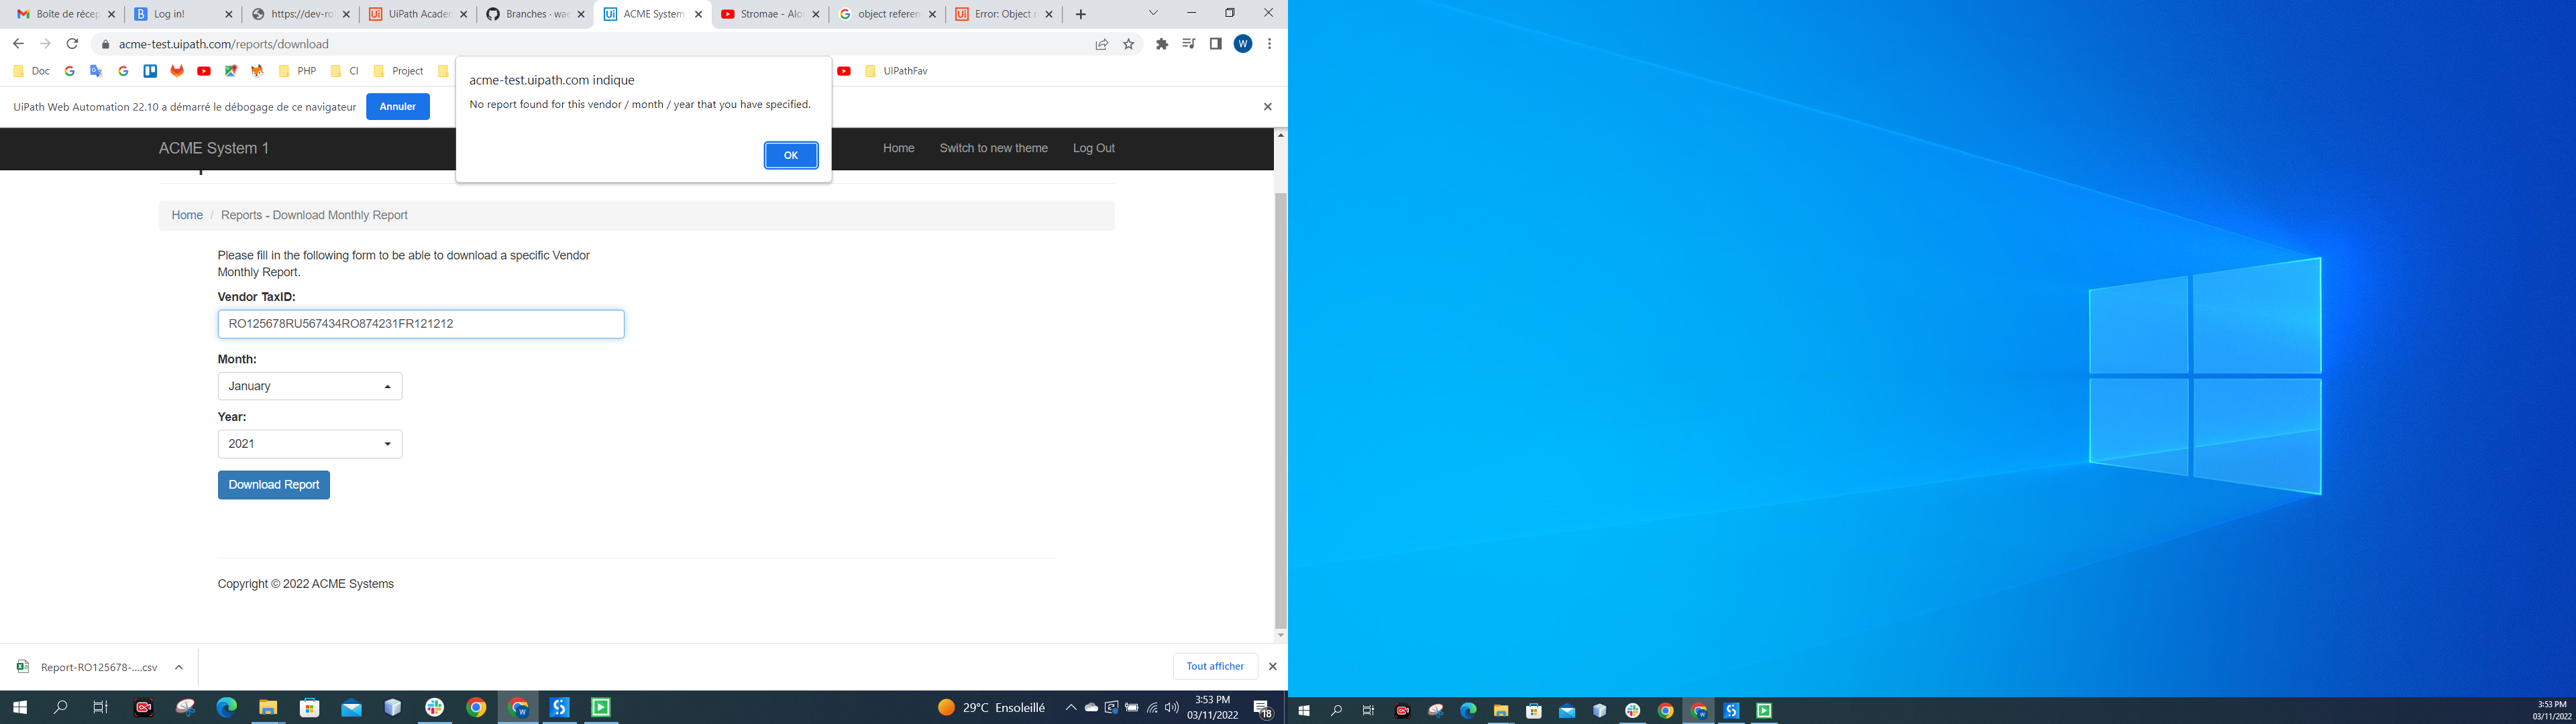 Boîte de récep
Log in!
https://dev-ro
UiPath Acader
Branches · wa
ACME System
Stromae - Alo
object referen
Error: Object
acme-test.uipath.com/reports/download
W
Doc
PHP
CI
Project
UIPathFav
acme-test.uipath.com indique
No report found for this vendor / month / year that you have specified.
OK
UiPath Web Automation 22.10 a démarré le débogage de ce navigateur
Annuler
ACME System 1
Home
Switch to new theme
Log Out
Home / Reports - Download Monthly Report
Please fill in the following form to be able to download a specific Vendor
Monthly Report.
Vendor TaxID:
RO125678RU567434RO874231FR121212
Month:
January
Year:
2021
Download Report
Copyright © 2022 ACME Systems
Report-RO125678-....csv
Tout afficher
29°C Ensoleillé
3:53 PM
03/11/2022
18
3:53 PM
03/11/2022